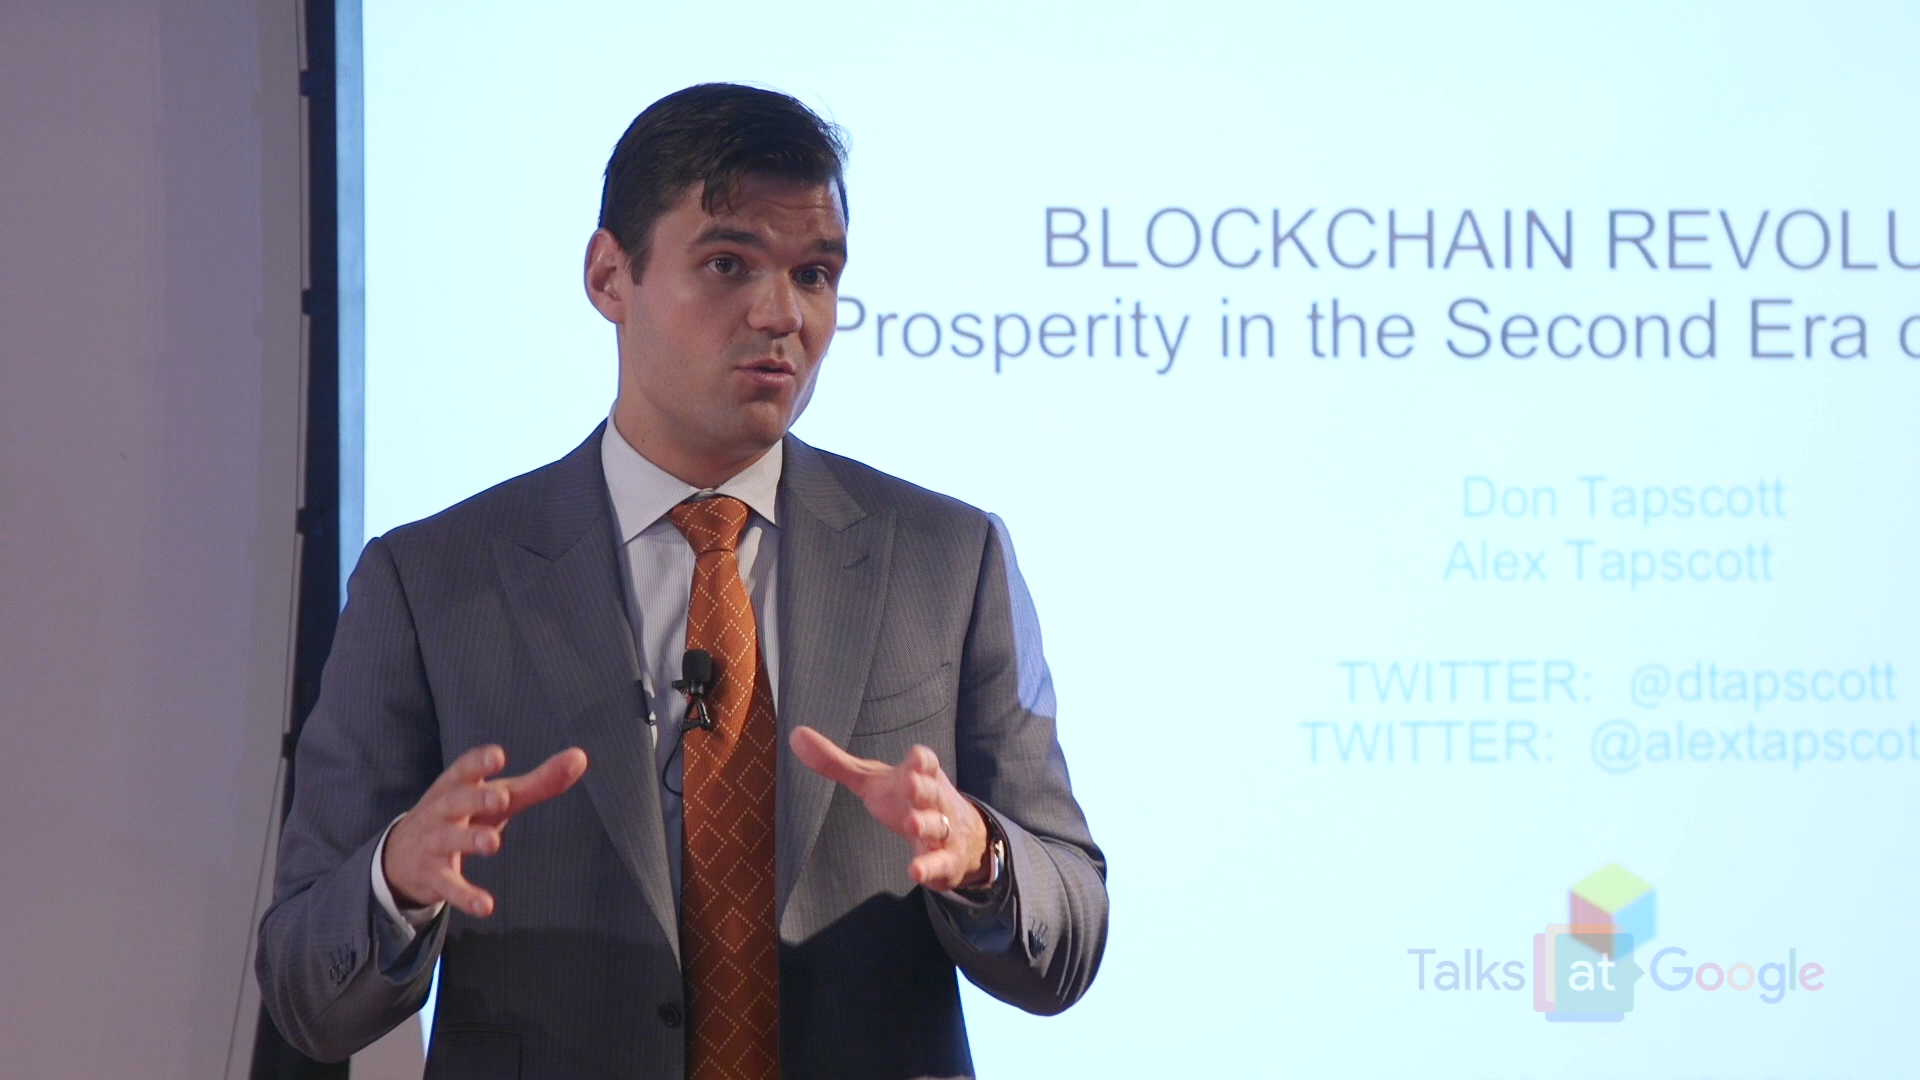 BLOCKCHAIN REVOLU
Prosperity in the Second Era o
Don Tapscott
Alex Tapscott
TWITTER: @dtapscott
TWITTER: @alextapscot
Talks at Google